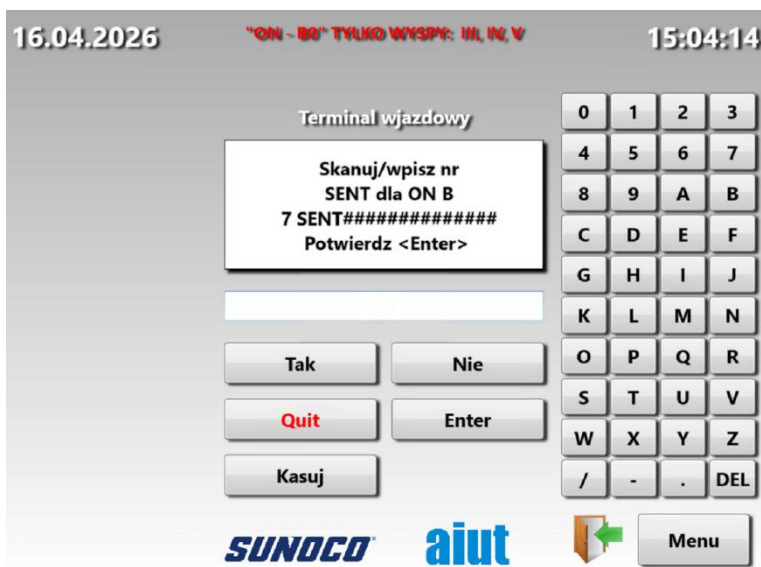 16.04.2026
"ON - B0" TYLKO WYSPY: III, IV, V
15:04:14
Terminal wjazdowy
Skanuj/wpisz nr
SENT dla ON B
7 SENT##############
Potwierdz <Enter>
Tak
Nie
Quit
Enter
Kasuj
0 1 2 3
4 5 6 7
8 9 A B
C D E F
G H I J
K L M N
O P Q R
S T U V
W X Y Z
/ - . DEL
SUNOCO
aiut
Menu